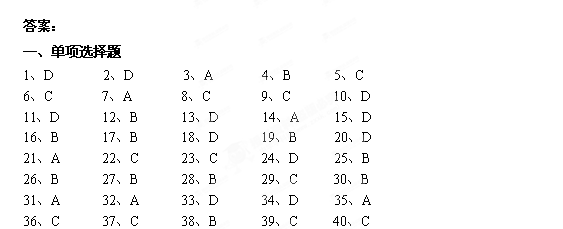 答案：
一、单项选择题
1、D 2、D 3、A 4、B 5、C
6、C 7、A 8、C 9、C 10、D
11、D 12、B 13、D 14、A 15、D
16、B 17、B 18、D 19、B 20、D
21、A 22、C 23、C 24、D 25、B
26、B 27、B 28、B 29、C 30、B
31、A 32、A 33、D 34、D 35、A
36、C 37、C 38、B 39、C 40、C